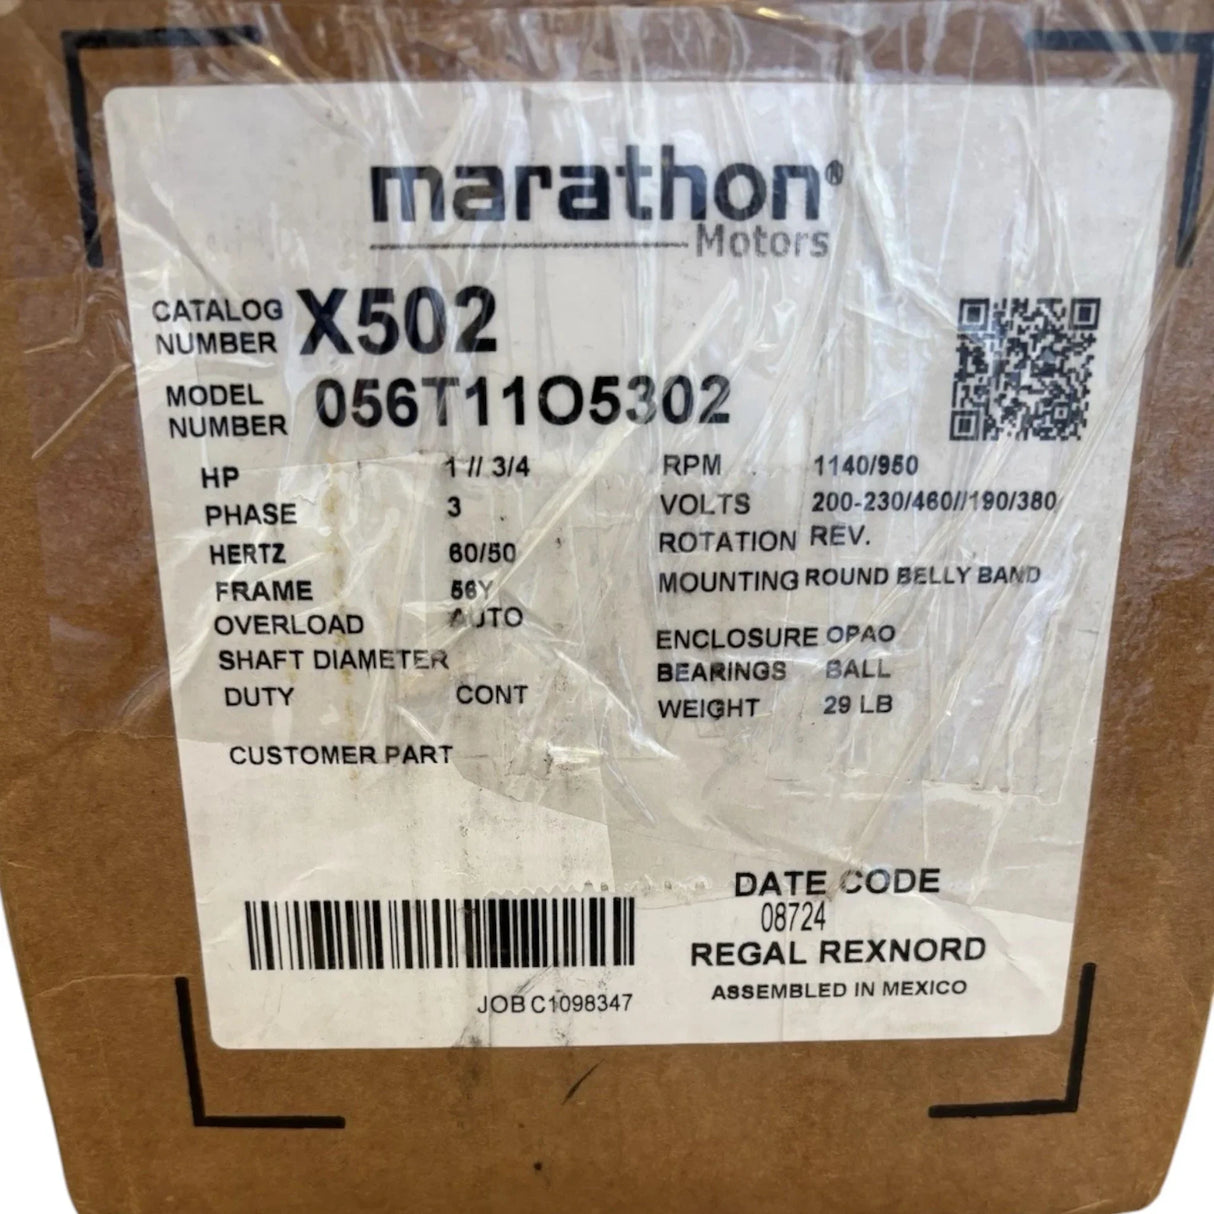 marathon®
Motors
CATALOG NUMBER X502
MODEL NUMBER 056T11O5302
HP 1 // 3/4
PHASE 3
HERTZ 60/50
FRAME 56Y
OVERLOAD AUTO
SHAFT DIAMETER
DUTY CONT
CUSTOMER PART
RPM 1140/950
VOLTS 200-230/460//190/380
ROTATION REV.
MOUNTING ROUND BELLY BAND
ENCLOSURE OPAO
BEARINGS BALL
WEIGHT 29 LB
JOB C1098347
DATE CODE
08724
REGAL REXNORD
ASSEMBLED IN MEXICO